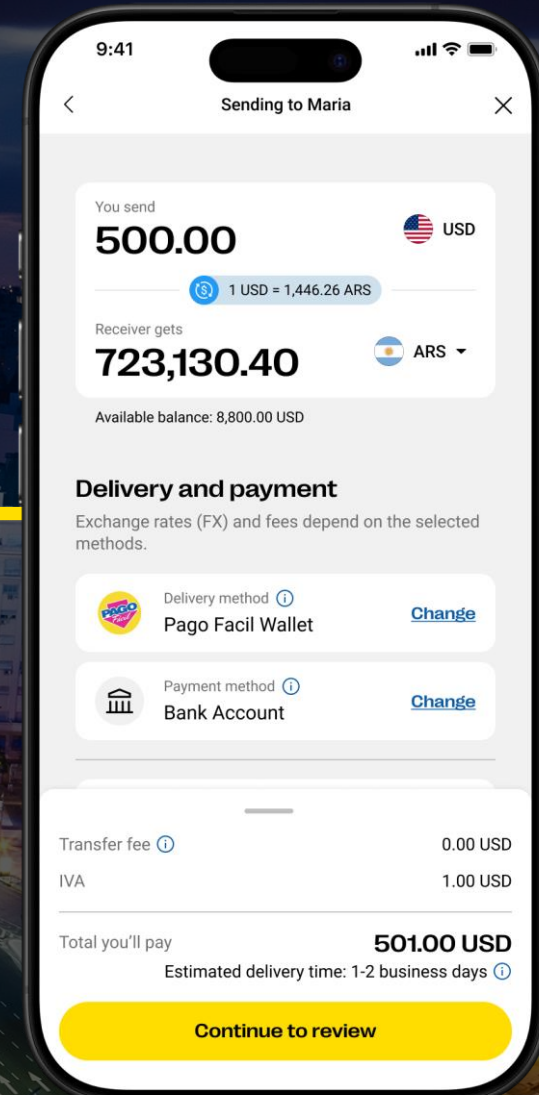 9:41
Sending to Maria
You send
500.00
USD
1 USD = 1,446.26 ARS
Receiver gets
723,130.40
ARS
Available balance: 8,800.00 USD
Delivery and payment
Exchange rates (FX) and fees depend on the selected
methods.
PAGO
Facil
Delivery method
Pago Facil Wallet
Change
Payment method
Bank Account
Change
Transfer fee
0.00 USD
IVA
1.00 USD
Total you'll pay
501.00 USD
Estimated delivery time: 1-2 business days
Continue to review